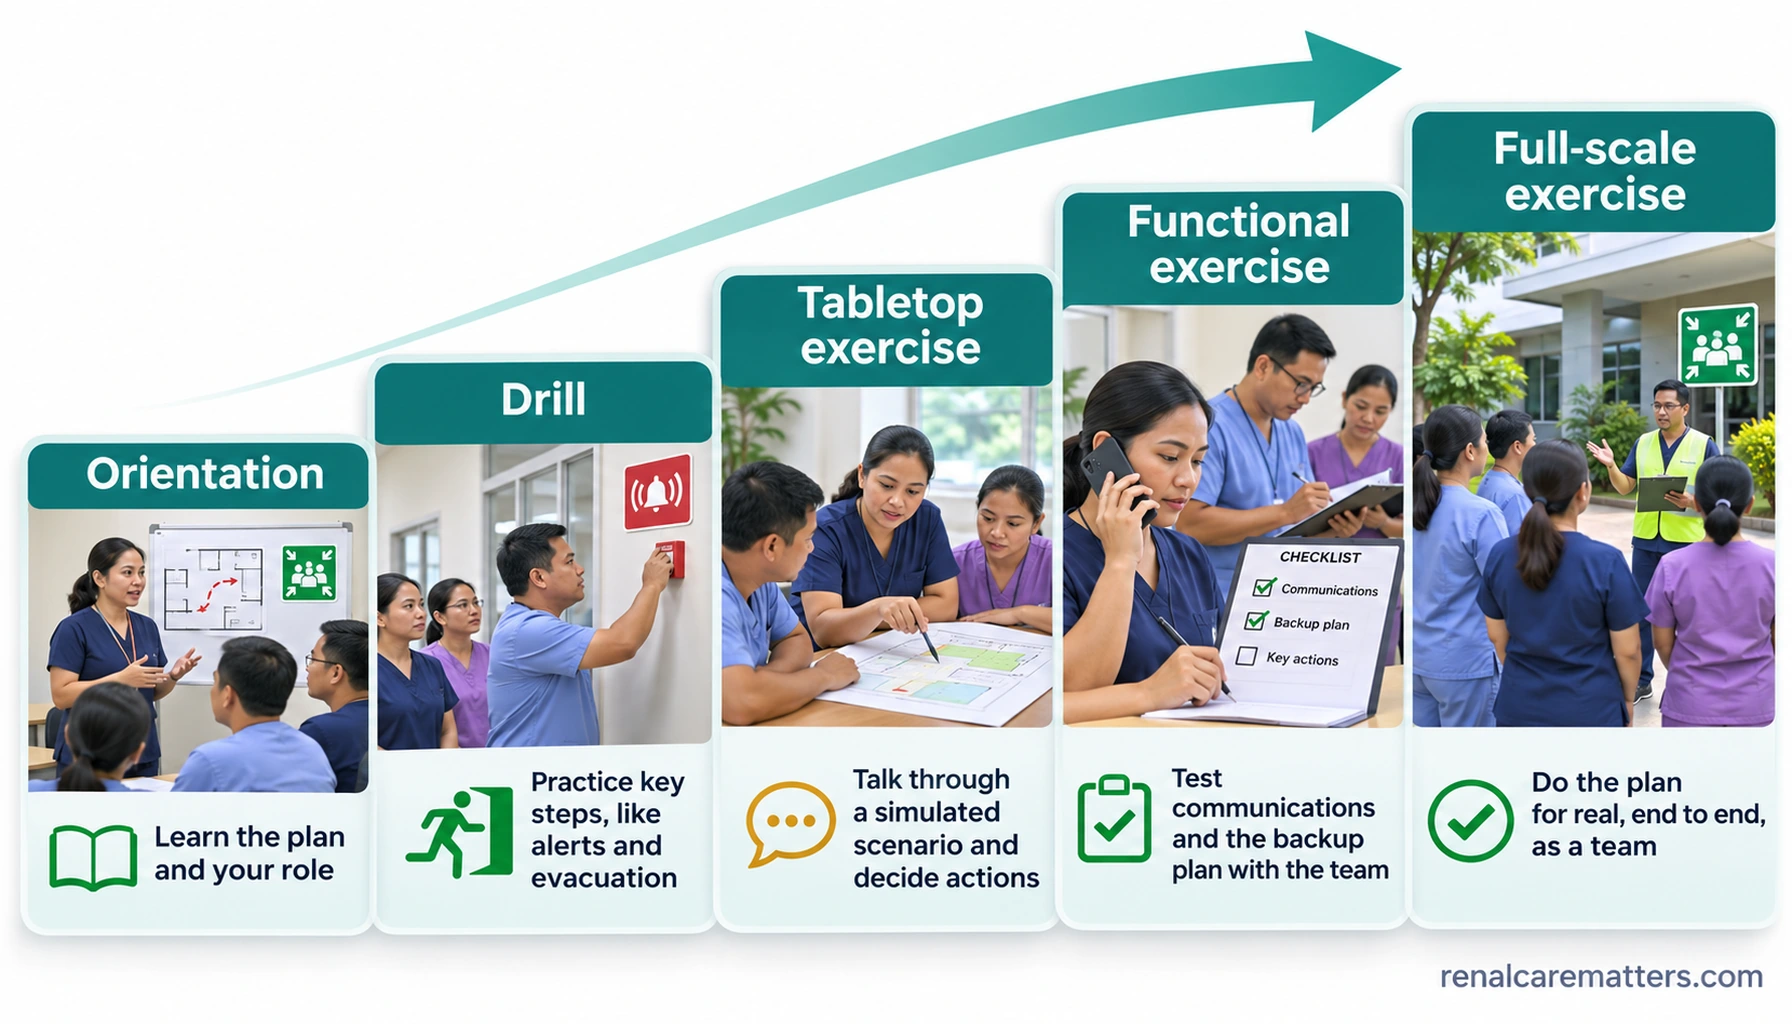 Orientation
Learn the plan
and your role
Drill
Practice key
steps, like
alerts and
evacuation
Tabletop
exercise
Talk through
a simulated
scenario and
decide actions
Functional
exercise
CHECKLIST
Communications
Backup plan
Key actions
Test
communications
and the backup
plan with the team
Full-scale
exercise
Do the plan
for real, end to end,
as a team
renalcarematters.com